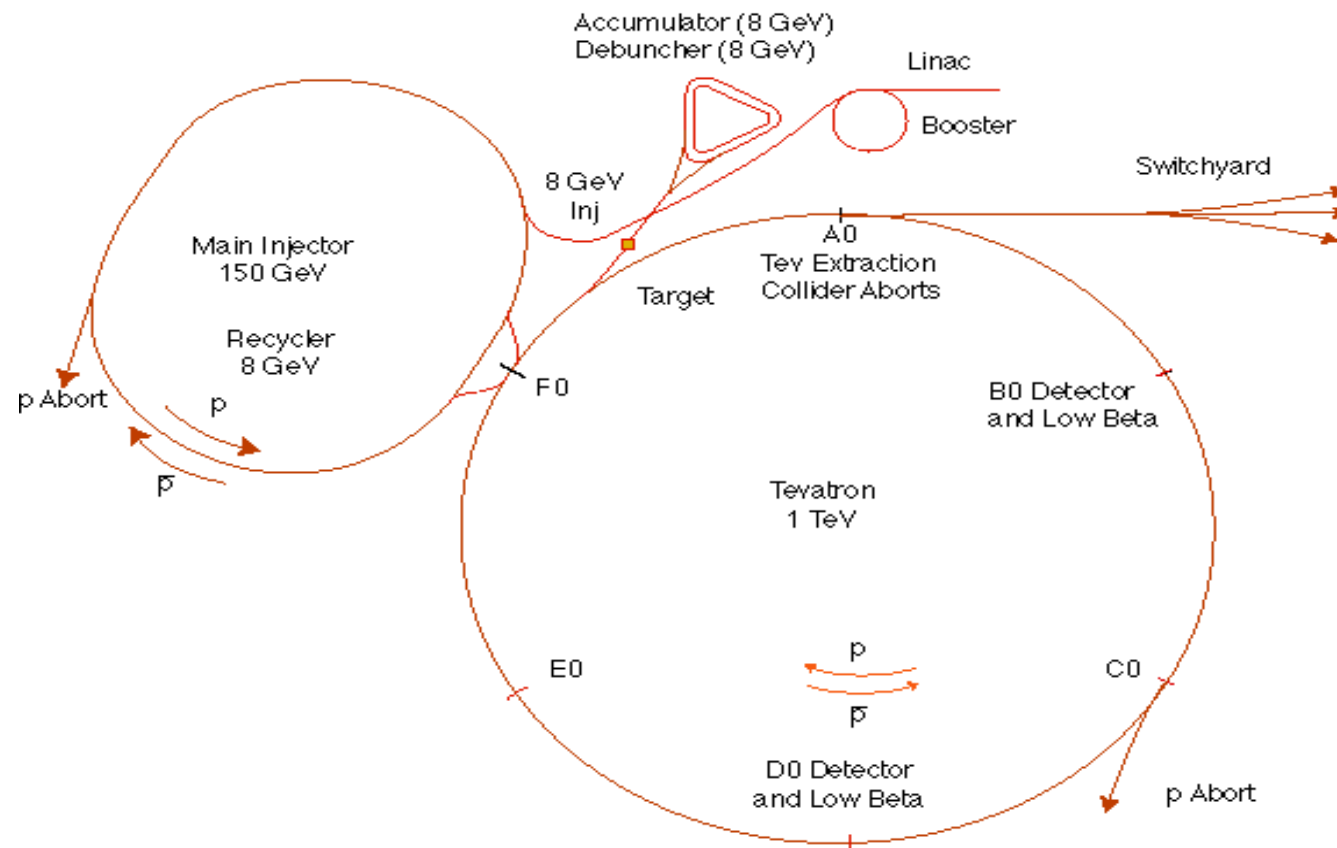 Accumulator (8 GeV)
Debuncher (8 GeV)
Linac
Booster
Switchyard
8 GeV
Inj
Main Injector
150 GeV
A0
Tev Extraction
Collider Aborts
Target
Recycler
8 GeV
F0
p Abort
p
p̅
B0 Detector
and Low Beta
Tevatron
1 TeV
E0
p
p̅
C0
D0 Detector
and Low Beta
p Abort